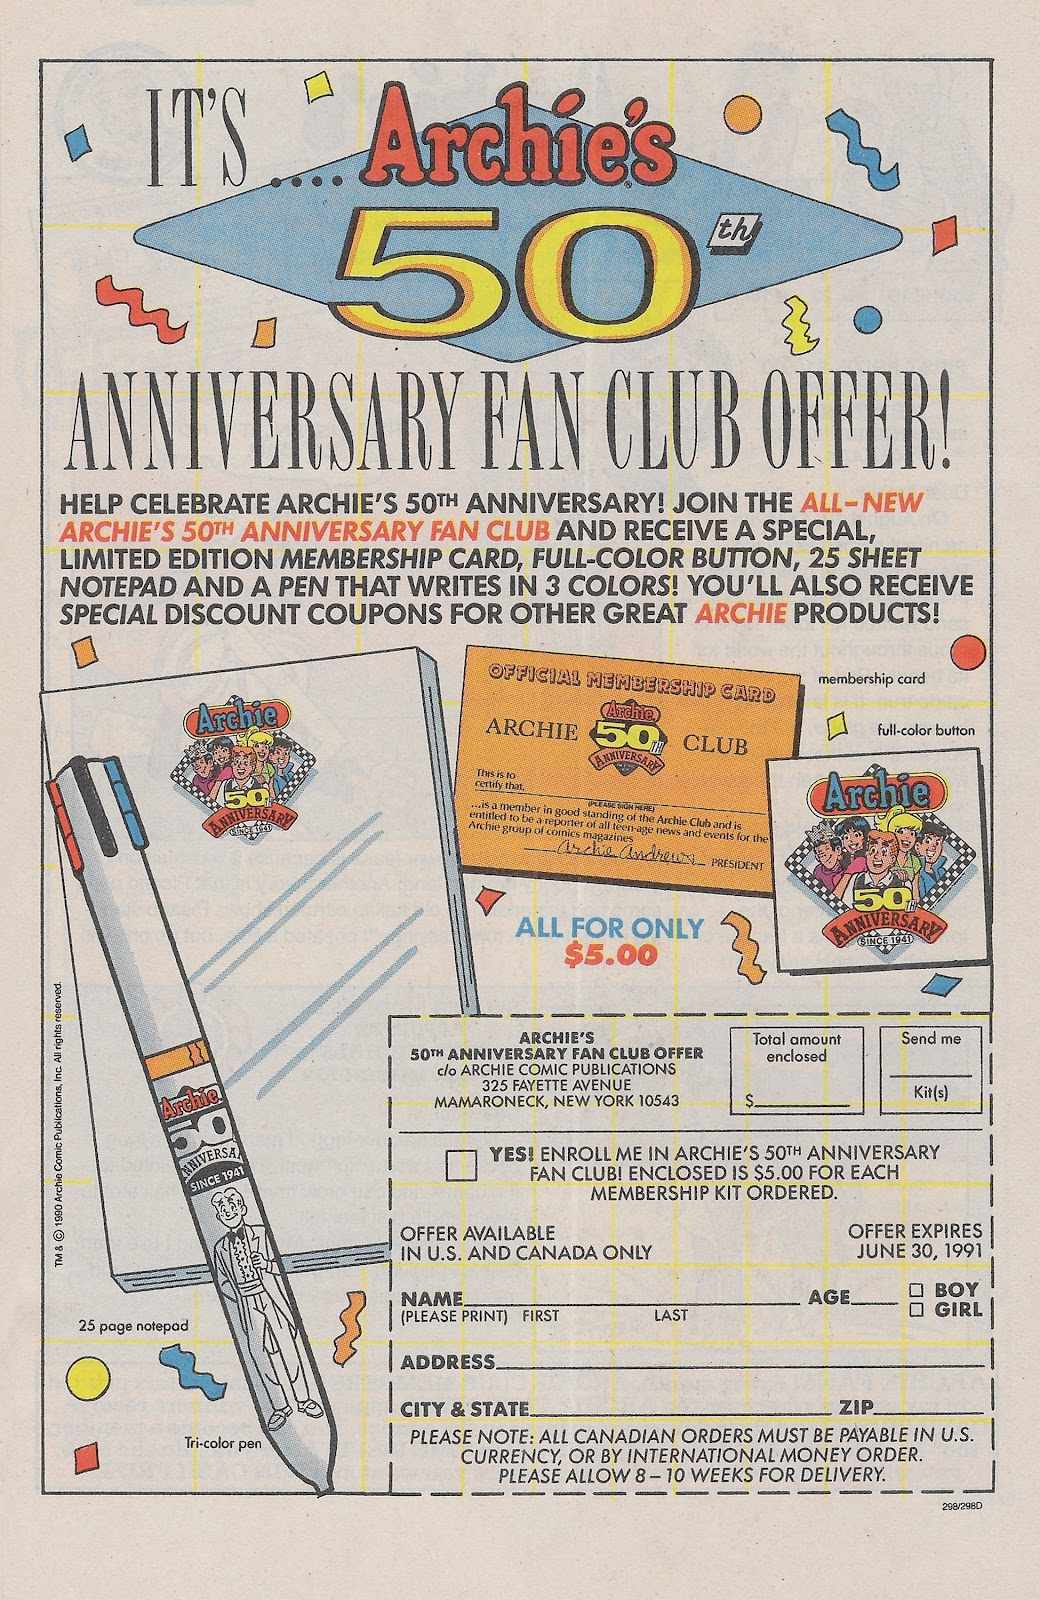 IT'S .... Archie's
50th
ANNIVERSARY FAN CLUB OFFER!
HELP CELEBRATE ARCHIE'S 50TH ANNIVERSARY! JOIN THE ALL-NEW
ARCHIE'S 50TH ANNIVERSARY FAN CLUB AND RECEIVE A SPECIAL,
LIMITED EDITION MEMBERSHIP CARD, FULL-COLOR BUTTON, 25 SHEET
NOTEPAD AND A PEN THAT WRITES IN 3 COLORS! YOU'LL ALSO RECEIVE
SPECIAL DISCOUNT COUPONS FOR OTHER GREAT ARCHIE PRODUCTS!
Archie
50TH
ANNIVERSARY
SINCE 1941
OFFICIAL MEMBERSHIP CARD
ARCHIE Archie 50TH ANNIVERSARY CLUB
This is to
certify that,
(PLEASE SIGN HERE)
...is a member in good standing of the Archie Club and is
entitled to be a reporter of all teen-age news and events for the
Archie group of comics magazines
Archie Andrews PRESIDENT
membership card
full-color button
Archie
50TH
ANNIVERSARY
SINCE 1941
ALL FOR ONLY
$5.00
Archie
50
ANNIVERSA
SINCE 1941
TM & © 1990 Archie Comic Publications, Inc. All rights reserved.
25 page notepad
Tri-color pen
ARCHIE'S
50TH ANNIVERSARY FAN CLUB OFFER
c/o ARCHIE COMIC PUBLICATIONS
325 FAYETTE AVENUE
MAMARONECK, NEW YORK 10543
Total amount
enclosed
$
Send me
Kit(s)
YES! ENROLL ME IN ARCHIE'S 50TH ANNIVERSARY
FAN CLUB! ENCLOSED IS $5.00 FOR EACH
MEMBERSHIP KIT ORDERED.
OFFER AVAILABLE
IN U.S. AND CANADA ONLY
OFFER EXPIRES
JUNE 30, 1991
NAME AGE BOY
(PLEASE PRINT) FIRST LAST GIRL
ADDRESS
CITY & STATE ZIP
PLEASE NOTE: ALL CANADIAN ORDERS MUST BE PAYABLE IN U.S.
CURRENCY, OR BY INTERNATIONAL MONEY ORDER.
PLEASE ALLOW 8-10 WEEKS FOR DELIVERY.
298/298D